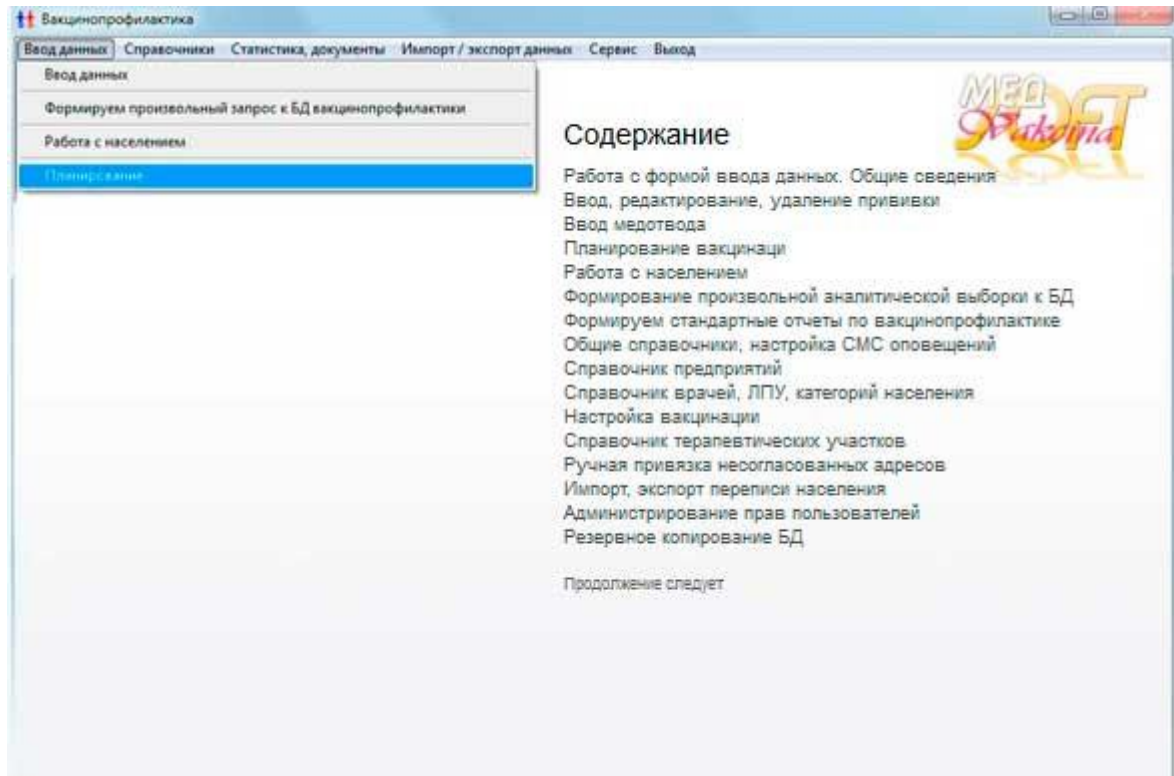 Вакцинопрофилактика
Ввод данных Справочники Статистика, документы Импорт / экспорт данных Сервис Выход
Ввод данных
Формируем произвольный запрос к БД вакцинопрофилактики
Работа с населением
Планирование
МЕД SOFT
Vakcina
Содержание
Работа с формой ввода данных. Общие сведения
Ввод, редактирование, удаление прививки
Ввод медотвода
Планирование вакцинаци
Работа с населением
Формирование произвольной аналитической выборки к БД
Формируем стандартные отчеты по вакцинопрофилактике
Общие справочники, настройка СМС оповещений
Справочник предприятий
Справочник врачей, ЛПУ, категорий населения
Настройка вакцинации
Справочник терапевтических участков
Ручная привязка несогласованных адресов
Импорт, экспорт переписи населения
Администрирование прав пользователей
Резервное копирование БД
Продолжение следует